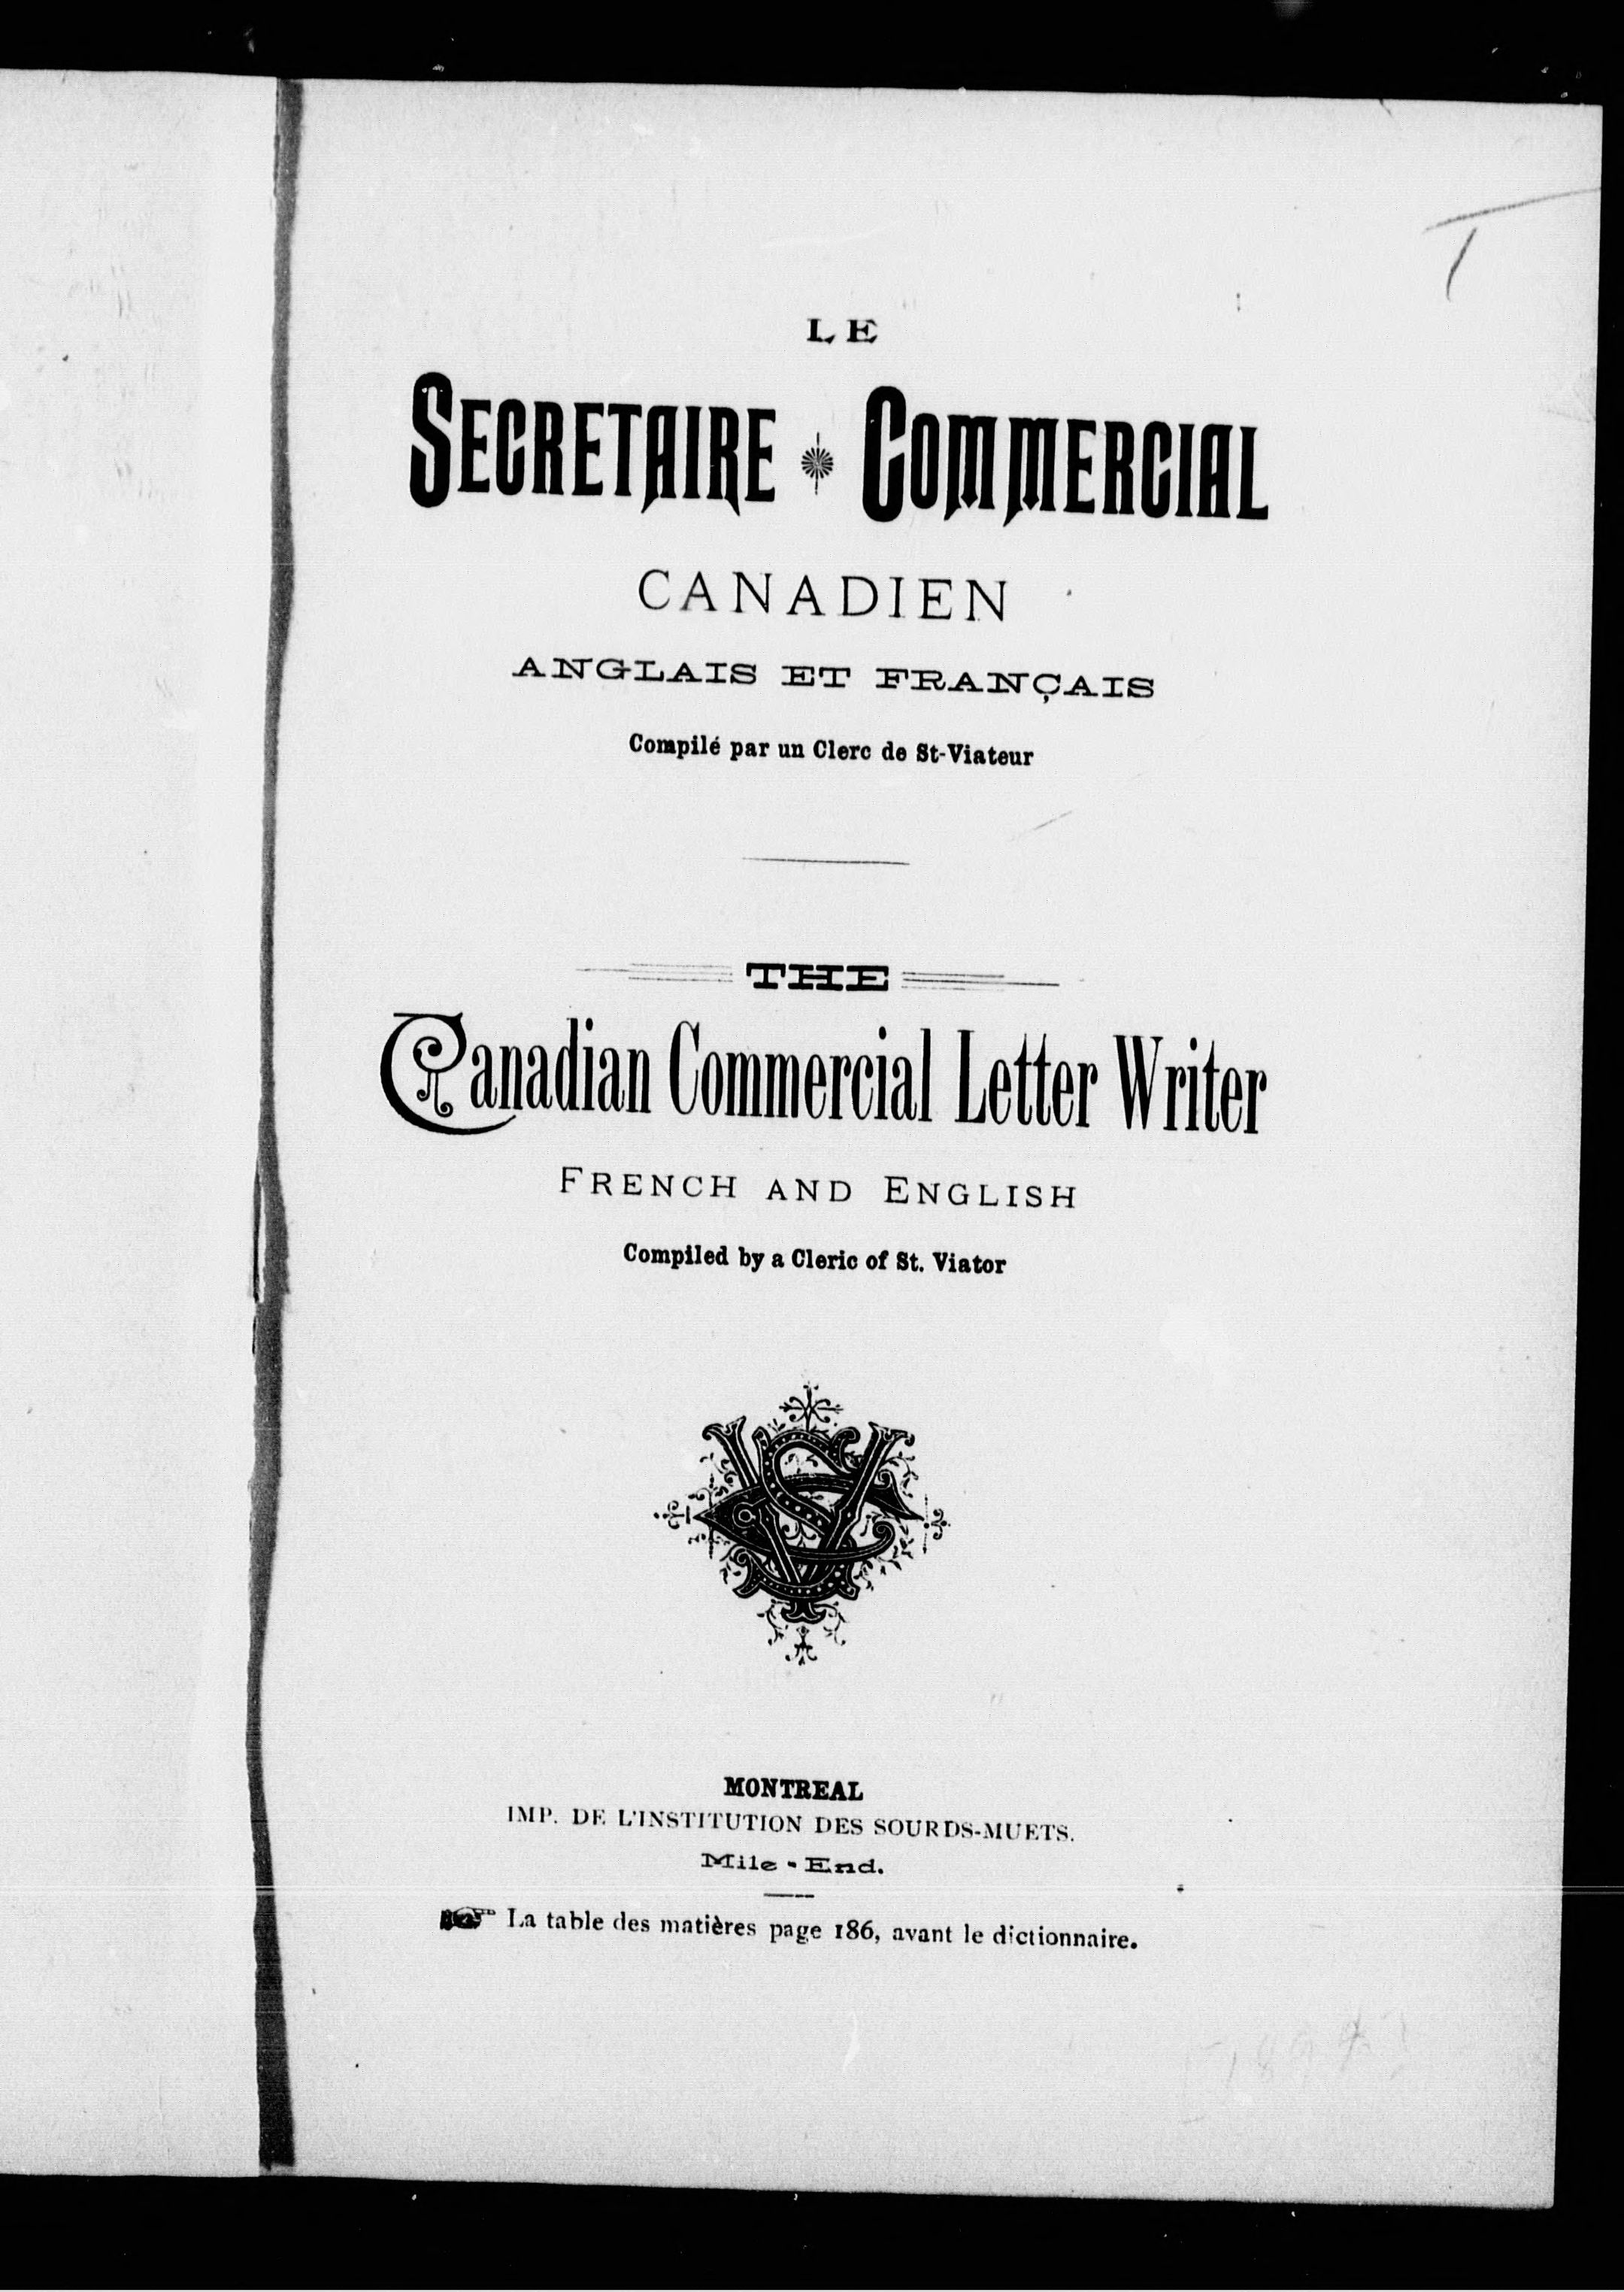 LE
SECRETAIRE COMMERCIAL
CANADIEN
ANGLAIS ET FRANÇAIS
Compilé par un Clerc de St-Viateur
THE
Canadian Commercial Letter Writer
FRENCH AND ENGLISH
Compiled by a Cleric of St. Viator
MONTREAL
IMP. DE L'INSTITUTION DES SOURDS-MUETS.
Mile-End.
La table des matières page 186, avant le dictionnaire.